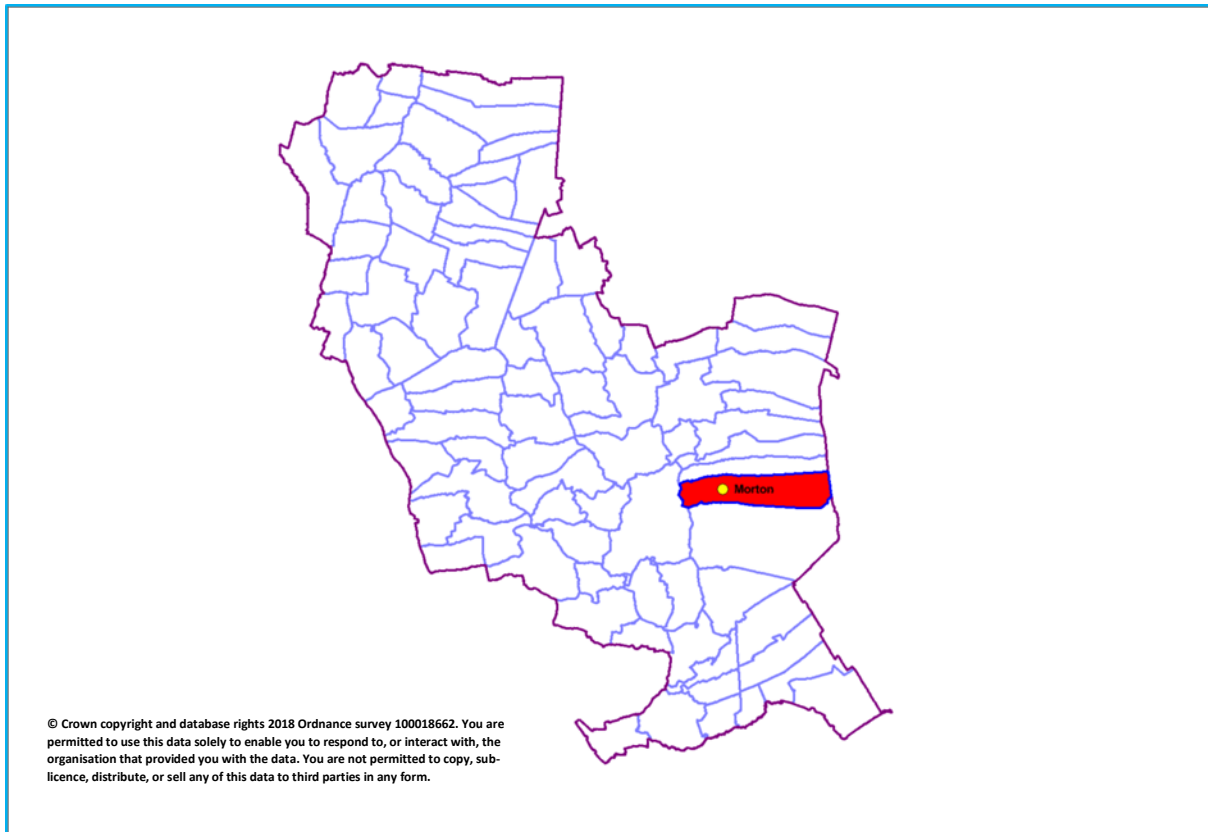 Morton
© Crown copyright and database rights 2018 Ordnance survey 100018662. You are
permitted to use this data solely to enable you to respond to, or interact with, the
organisation that provided you with the data. You are not permitted to copy, sub-
licence, distribute, or sell any of this data to third parties in any form.